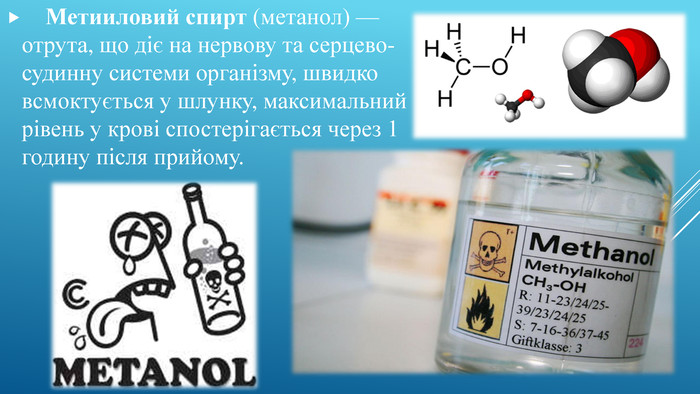 Метииловий спирт (метанол) —
отрута, що діє на нервову та серцево-
судинну системи організму, швидко
всмоктується у шлунку, максимальний
рівень у крові спостерігається через 1
годину після прийому.
H
H
H
C
O
H
METANOL
T+
Methanol
Methylalkohol
CH₃-OH
R: 11-23/24/25-
39/23/24/25
S: 7-16-36/37-45
Giftklasse: 3
224